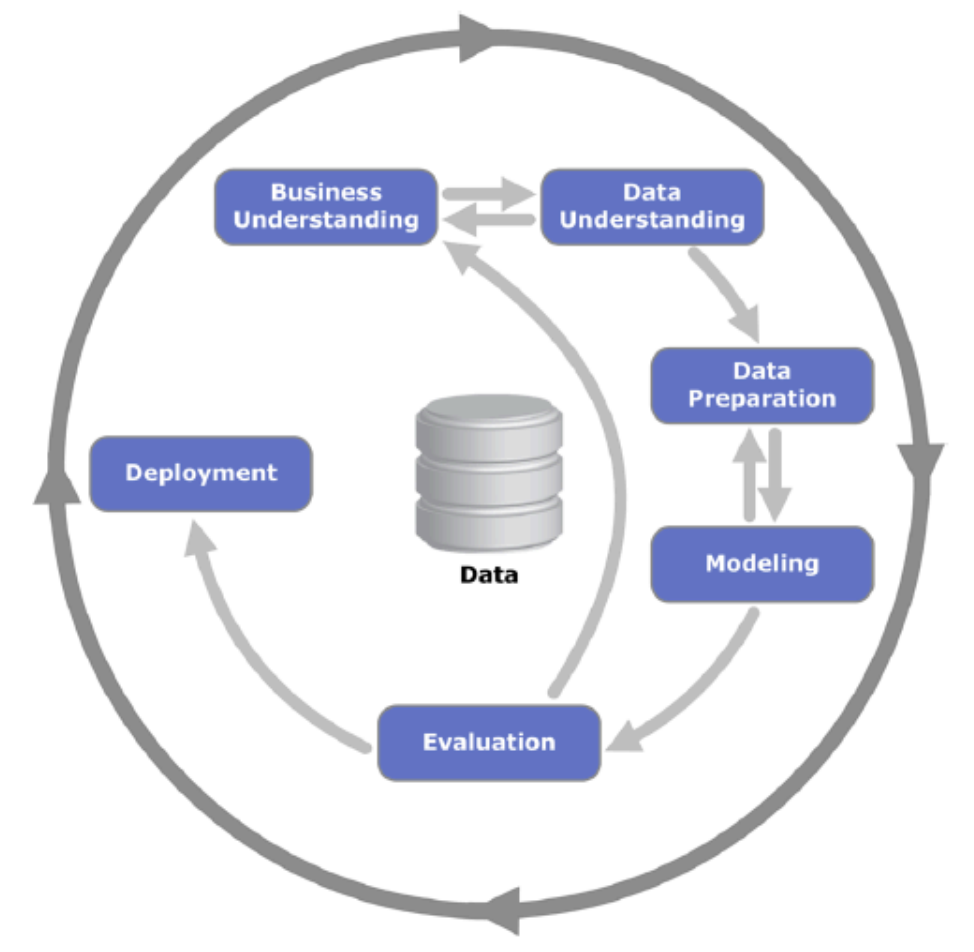 Business
Understanding
Data
Understanding
Data
Preparation
Deployment
Modeling
Data
Evaluation